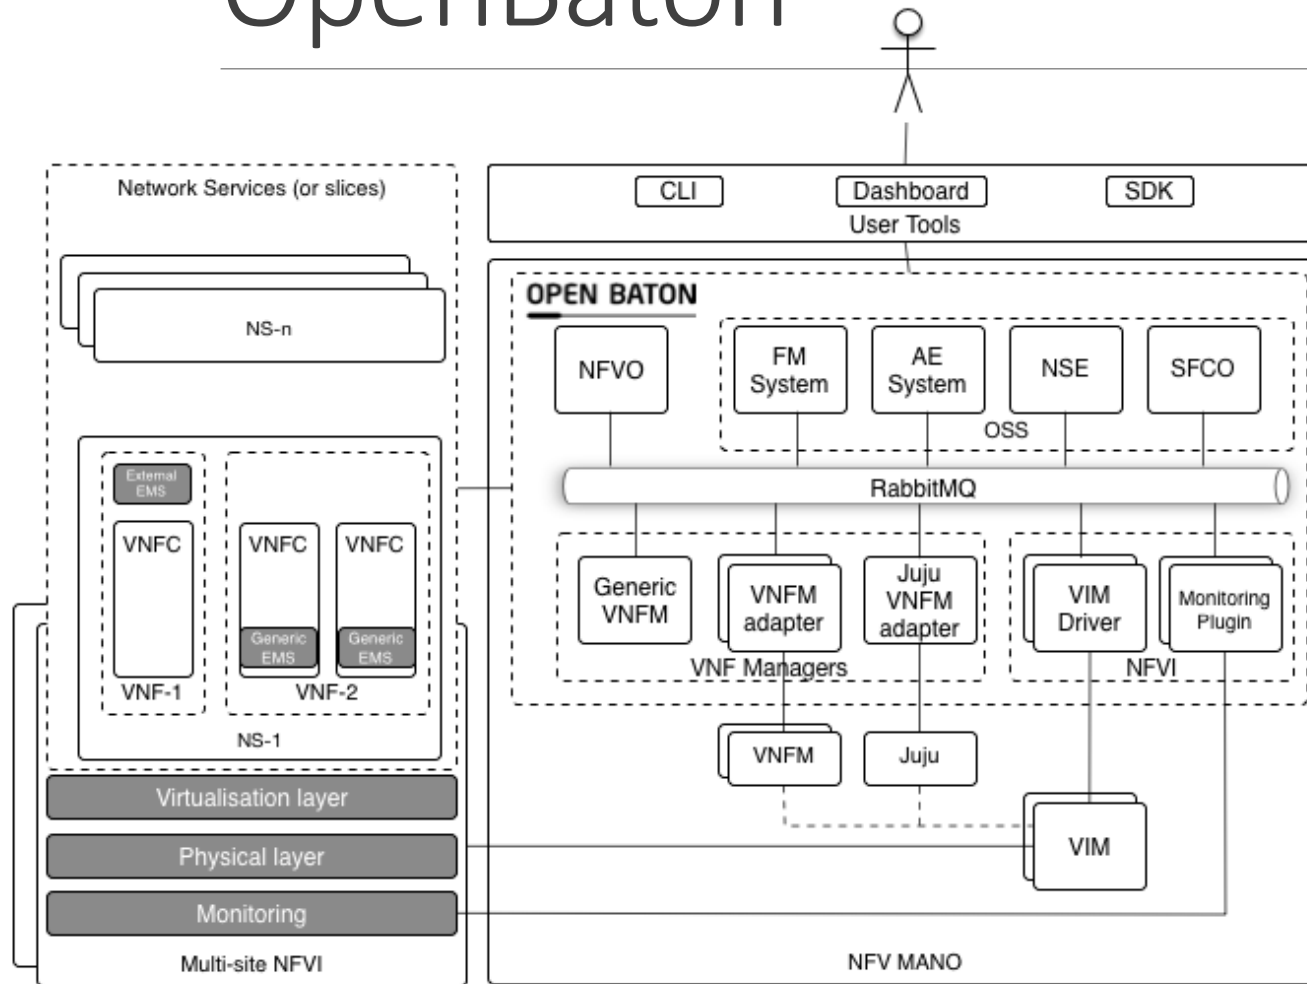 OpenBaton
Network Services (or slices)
NS-n
External
EMS
VNFC
VNF-1
VNFC
VNFC
Generic
EMS
Generic
EMS
VNF-2
NS-1
Virtualisation layer
Physical layer
Monitoring
Multi-site NFVI
CLI
Dashboard
SDK
User Tools
OPEN BATON
NFVO
FM
System
AE
System
NSE
SFCO
OSS
RabbitMQ
Generic
VNFM
VNFM
adapter
Juju
VNFM
adapter
VNF Managers
VIM
Driver
Monitoring
Plugin
NFVI
VNFM
Juju
VIM
NFV MANO